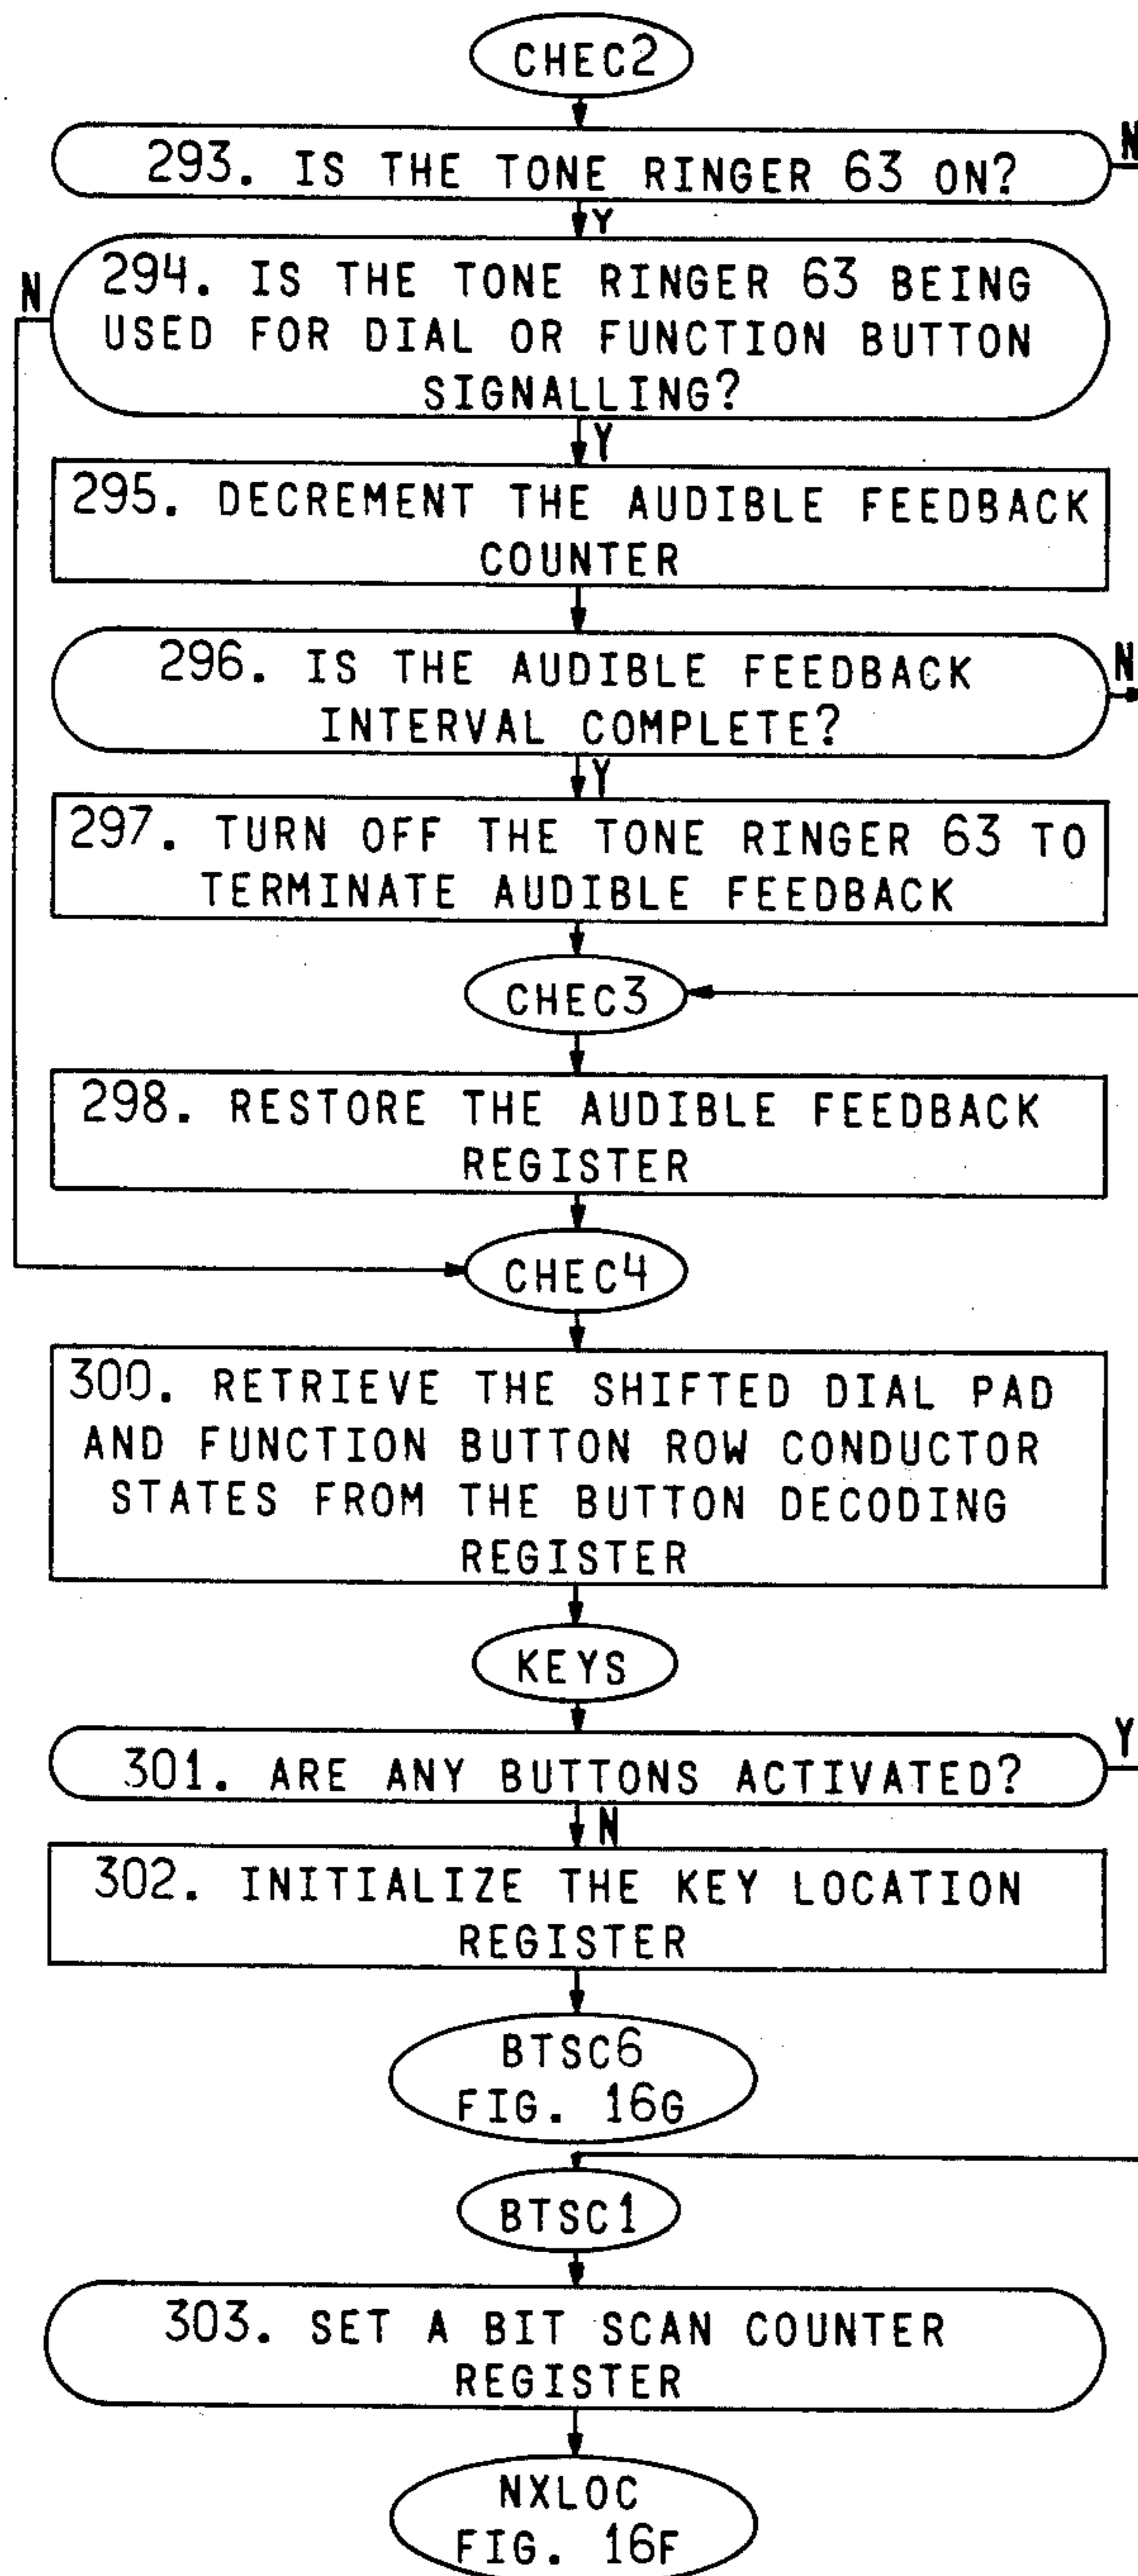 CHEC2
293. IS THE TONE RINGER 63 ON?
N
Y
294. IS THE TONE RINGER 63 BEING
USED FOR DIAL OR FUNCTION BUTTON
SIGNALLING?
N
Y
295. DECREMENT THE AUDIBLE FEEDBACK
COUNTER
296. IS THE AUDIBLE FEEDBACK
INTERVAL COMPLETE?
N
Y
297. TURN OFF THE TONE RINGER 63 TO
TERMINATE AUDIBLE FEEDBACK
CHEC3
298. RESTORE THE AUDIBLE FEEDBACK
REGISTER
CHEC4
300. RETRIEVE THE SHIFTED DIAL PAD
AND FUNCTION BUTTON ROW CONDUCTOR
STATES FROM THE BUTTON DECODING
REGISTER
KEYS
301. ARE ANY BUTTONS ACTIVATED?
Y
N
302. INITIALIZE THE KEY LOCATION
REGISTER
BTSC6
FIG. 16G
BTSC1
303. SET A BIT SCAN COUNTER
REGISTER
NXLOC
FIG. 16F